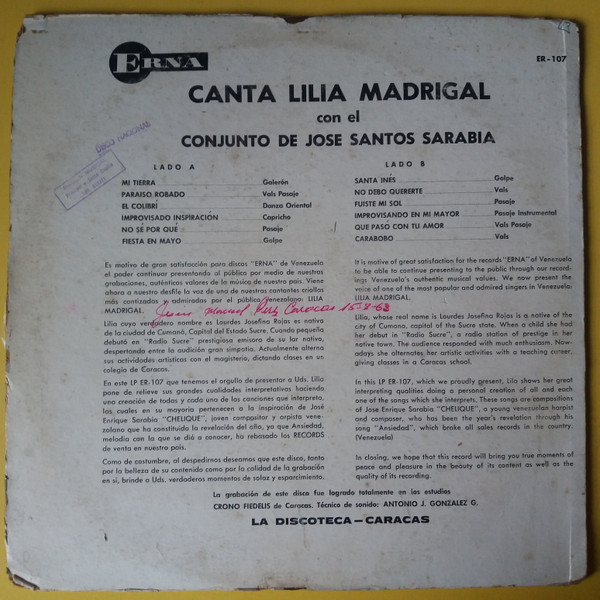 ERNA
ER-107
CANTA LILIA MADRIGAL
con el
CONJUNTO DE JOSE SANTOS SARABIA
DISCO NACIONAL
LADO A
MI TIERRA Galerón
PARAISO ROBADO Vals Pasaje
EL COLIBRÍ Danza Oriental
IMPROVISADO INSPIRACIÓN Capricho
NO SE POR QUE Pasaje
FIESTA EN MAYO Golpe
LADO B
SANTA INÉS Golpe
NO DEBO QUERERTE Vals
FUISTE MI SOL Pasaje
IMPROVISANDO EN MI MAYOR Pasaje Instrumental
QUE PASO CON TU AMOR Vals Pasaje
CARABOBO Vals
Es motivo de gran satisfacción para discos "ERNA" de Venezuela
el poder continuar presentando al público por medio de nuestras
grabaciones, auténticos valores de la música de nuestro país. Viene
ahora a nuestro desfile la voz de una de nuestras cantantes criollas
más cotizadas y admiradas por el público Venezolano: LILIA
MADRIGAL.
Caracas 15-8-63
Lilia cuyo verdadero nombre es Lourdes Josefina Rojas es nativa
de la ciudad de Cumaná, Capital del Estado Sucre. Cuando pequeña
debutó en "Radio Sucre" prestigiosa emisora de su lar nativo,
despertando entre la audición gran simpatía. Actualmente alterna
sus actividades artísticas con el magisterio, dictando clases en un
colegio de Caracas.
En este LP ER-107 que tenemos el orgullo de presentar a Uds. Lilia
pone de relieve sus grandes cualidades interpretativas haciendo
una creación de todas y cada una de las canciones que interpreta,
las cuales en su mayoría pertenecen a la inspiración de José
Enrique Sarabia "CHELIQUE", joven compositor y arpista vene-
zolano que ha constituido la revelación del año, ya que Ansiedad,
melodía con la que se dió a conocer, ha rebosado los RECORDS
de venta en nuestro país.
Como de costumbre, al despedirnos deseamos que este disco, tanto
por la belleza de su contenido como por la calidad de la grabación
en si, brinde a Uds. verdaderos momentos de solaz y esparcimiento.
It is motive of great satisfaction for the records "ERNA" of Venezuela
to be able to continue presenting to the public through our record-
ings Venezuela's authentic musical values. We now present the
voice of one of the most popular and admired singers in Venezuela:
LILIA MADRIGAL.
Lilia, whose real name is Lourdes Josefina Rojas is a native of the
city of Cumaná, capital of the Sucre state. When a child she had
her debut in "Radio Sucre", a radio station of prestige in her
native town. The audience responded with much enthusiasm. Now-
adays she alternates her artistic activities with a teaching career,
giving classes in a Caracas school.
In this LP ER-107, which we proudly present, Lilia shows her great
interpreting qualities doing a personal creation of all and each
one of the songs which she interprets. These songs are compositions
of Jose Enrique Sarabia "CHELIQUE", a young venezuelan harpist
and composer, who has been the year's revelation through his
song "Ansiedad", which broke all sales records in the country.
(Venezuela)
In closing, we hope that this record will bring you true moments of
peace and pleasure in the beauty of its content as well as the
quality of its recording.
La grabación de este disco fue logrado totalmente en los estudios
CRONO FIEDELIS de Caracas. Técnico de sonido: ANTONIO J. GONZALEZ G.
LA DISCOTECA—CARACAS